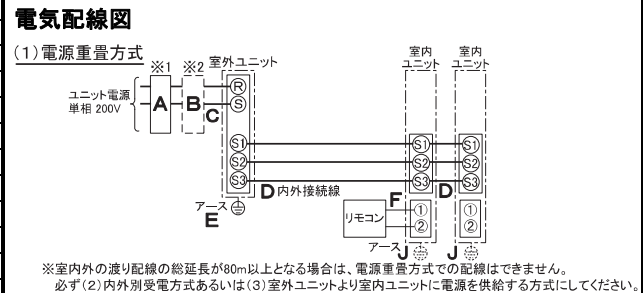 電気配線図
(1)電源重畳方式
※1 ※2 室外ユニット
室内ユニット 室内ユニット
ユニット電源
単相 200V
A B C
R
S
S1 S1 S1
S2 S2 S2
S3 S3 D S3
D 内外接続線
アース
E
リモコン F ① ①
② ②
アース J J
※室内外の渡り配線の総延長が80m以上となる場合は、電源重畳方式での配線はできません。
必ず(2)内外別受電方式あるいは(3)室外ユニットより室内ユニットに電源を供給する方式にしてください。